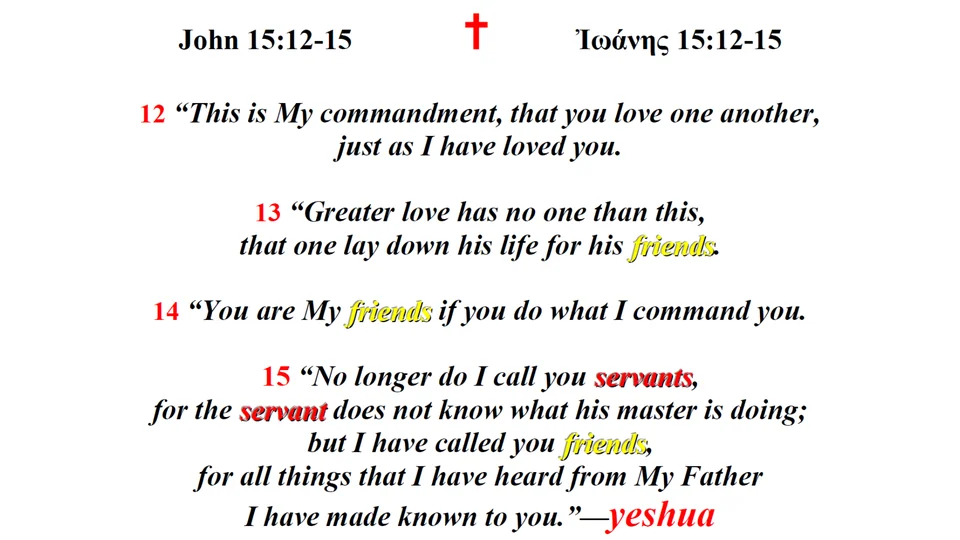 John 15:12-15
Ἰωάνης 15:12-15
12 “This is My commandment, that you love one another,
just as I have loved you.
13 “Greater love has no one than this,
that one lay down his life for his friends.
14 “You are My friends if you do what I command you.
15 “No longer do I call you servants,
for the servant does not know what his master is doing;
but I have called you friends,
for all things that I have heard from My Father
I have made known to you.”—yeshua